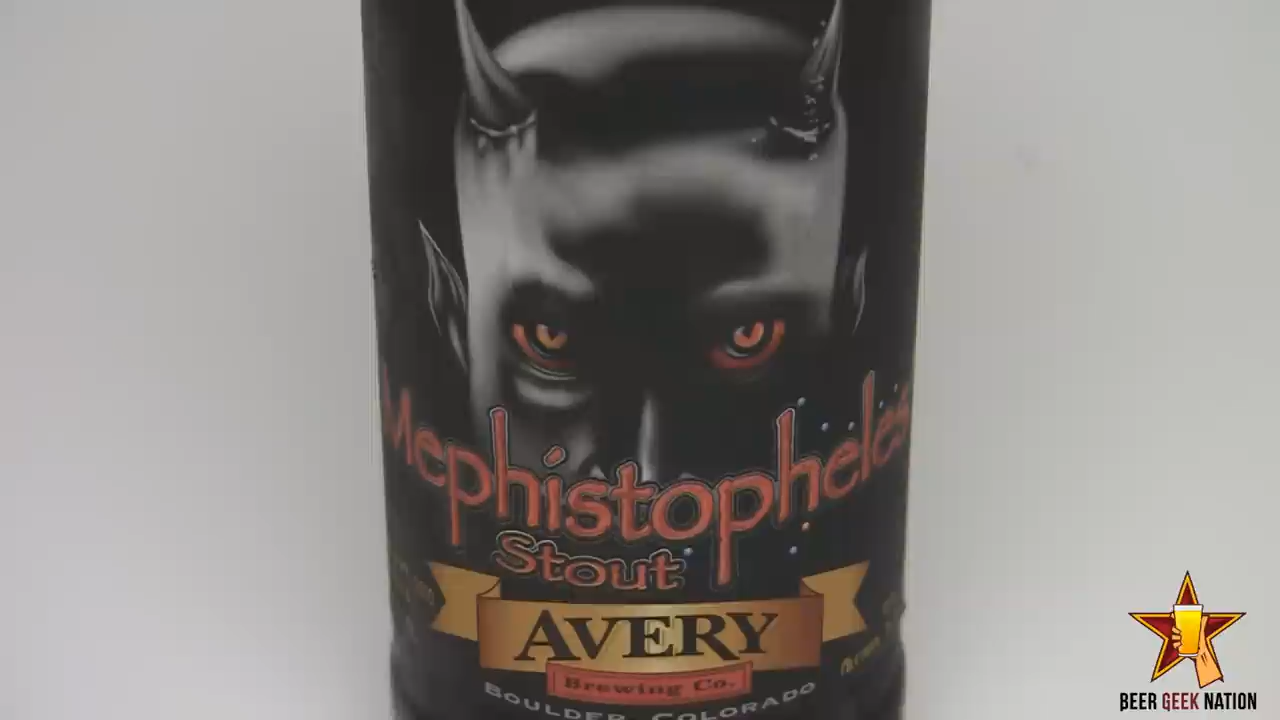 Mephistopheles
Stout
AVERY
Brewing Co.
BOULDER, COLORADO
BEER GEEK NATION